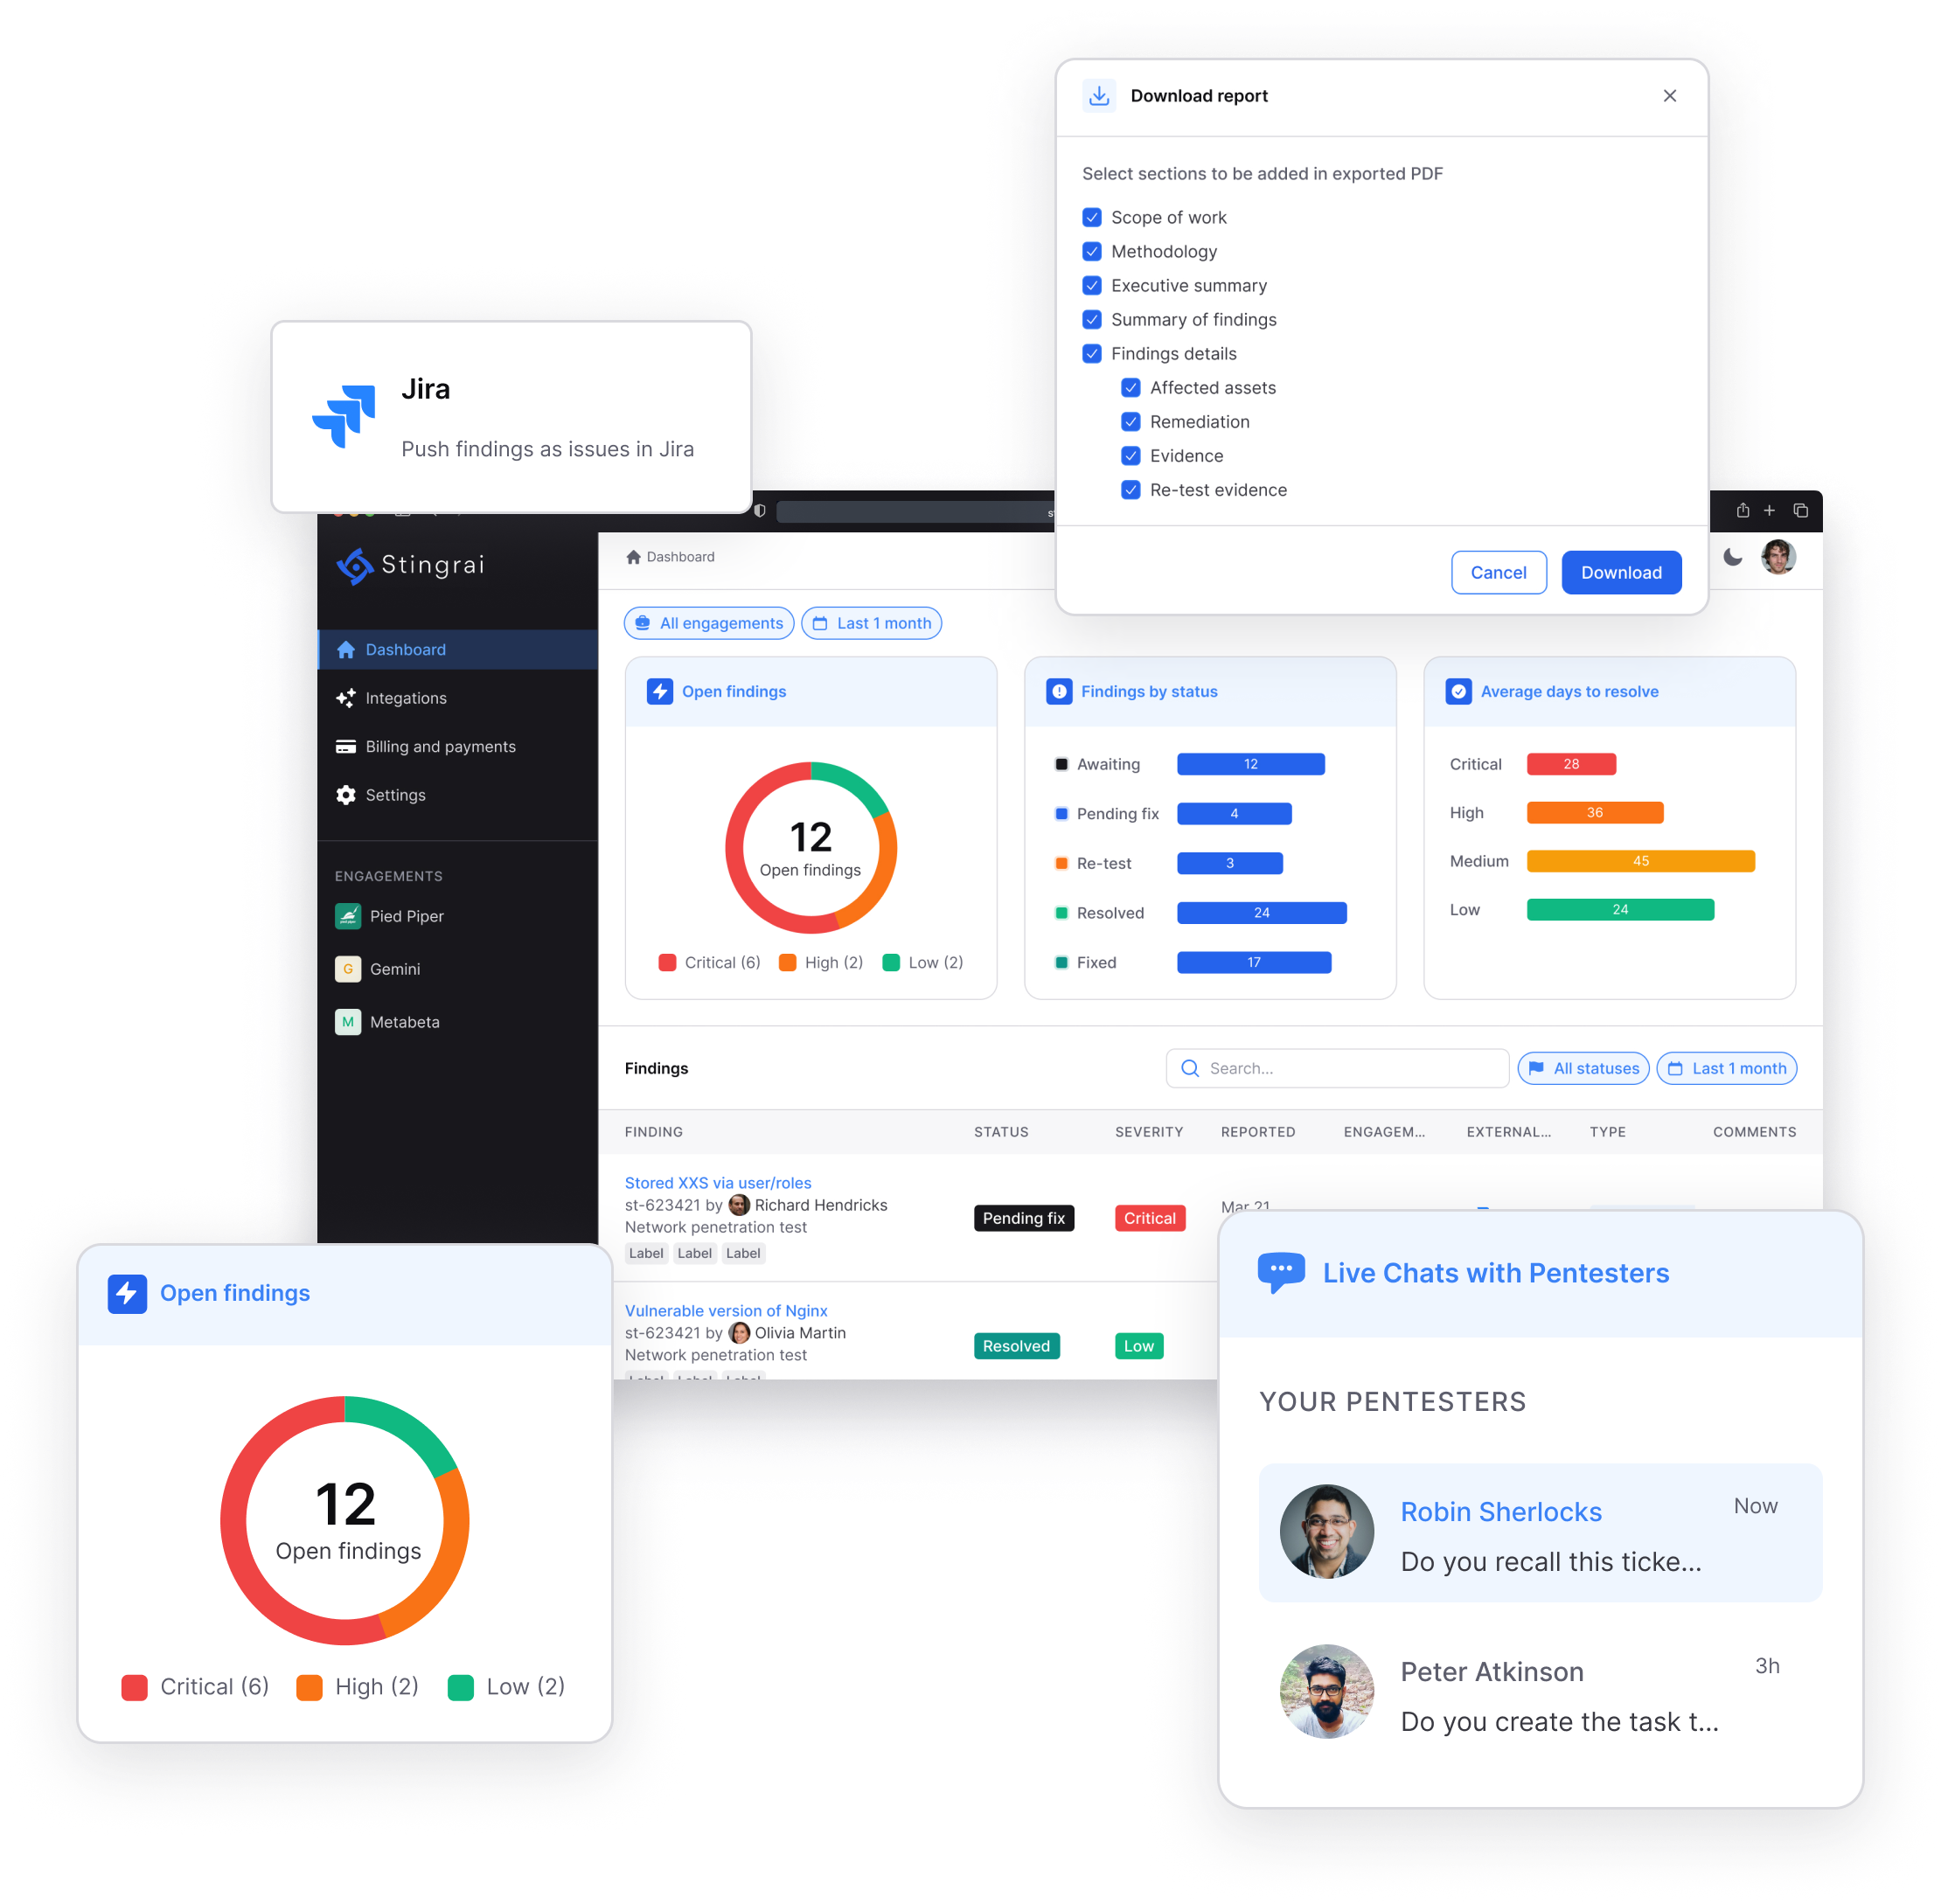 Download report
Select sections to be added in exported PDF
Scope of work
Methodology
Executive summary
Summary of findings
Findings details
Affected assets
Remediation
Evidence
Re-test evidence
Cancel
Download
Jira
Push findings as issues in Jira
Stingrai
Dashboard
Integations
Billing and payments
Settings
ENGAGEMENTS
Pied Piper
G Gemini
M Metabeta
Dashboard
All engagements
Last 1 month
Open findings
12
Open findings
Critical (6)
High (2)
Low (2)
Findings by status
Awaiting 12
Pending fix 4
Re-test 3
Resolved 24
Fixed 17
Average days to resolve
Critical 28
High 36
Medium 45
Low 24
Findings
Search...
All statuses
Last 1 month
FINDING STATUS SEVERITY REPORTED ENGAGEM... EXTERNAL... TYPE COMMENTS
Stored XXS via user/roles
st-623421 by Richard Hendricks
Network penetration test
Label Label Label
Pending fix
Critical
Mar 21
Vulnerable version of Nginx
st-623421 by Olivia Martin
Network penetration test
Label Label Label
Resolved
Low
Open findings
12
Open findings
Critical (6)
High (2)
Low (2)
Live Chats with Pentesters
YOUR PENTESTERS
Robin Sherlocks
Now
Do you recall this ticke...
Peter Atkinson
3h
Do you create the task t...